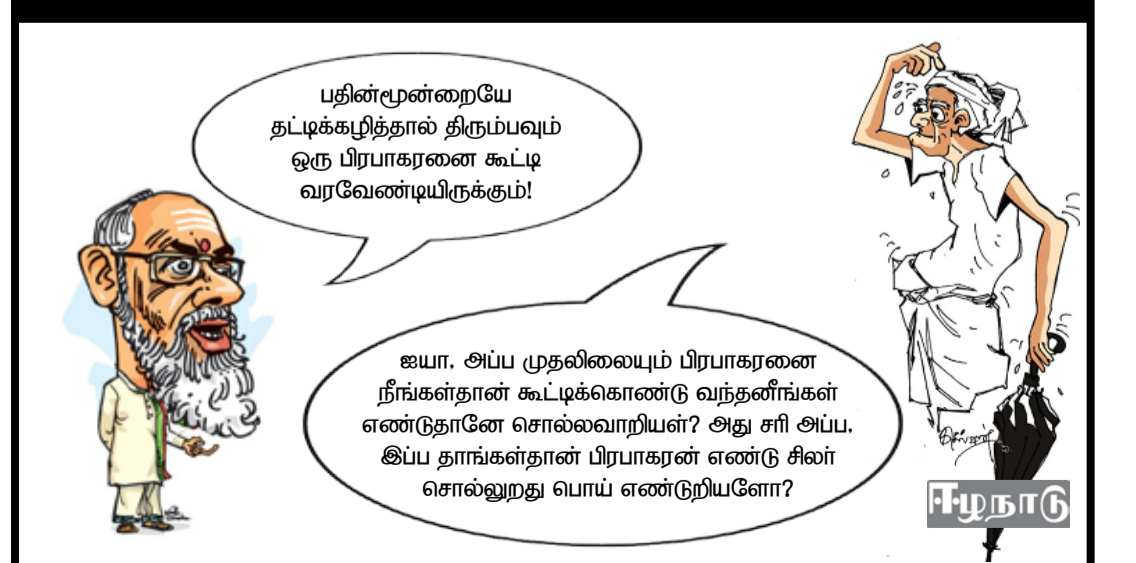 பதின்மூன்றையே
தட்டிக்கழித்தால் திரும்பவும்
ஒரு பிரபாகரனை கூட்டி
வரவேண்டியிருக்கும்!
ஐயா, அப்ப முதலிலையும் பிரபாகரனை
நீங்கள்தான் கூட்டிக்கொண்டு வந்தனீங்கள்
எண்டுதானே சொல்லவாறியள்? அது சரி அப்ப,
இப்ப தாங்கள்தான் பிரபாகரன் எண்டு சிலர்
சொல்லுறது பொய் எண்டுறியளோ?
ஈழநாடு